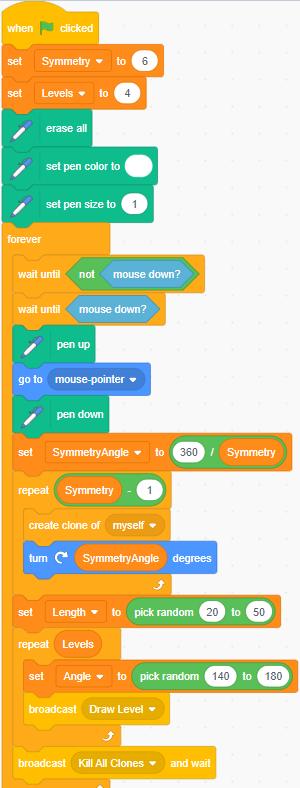 when clicked
set Symmetry to 6
set Levels to 4
erase all
set pen color to
set pen size to 1
forever
wait until not mouse down?
wait until mouse down?
pen up
go to mouse-pointer
pen down
set SymmetryAngle to 360 / Symmetry
repeat Symmetry - 1
create clone of myself
turn SymmetryAngle degrees
set Length to pick random 20 to 50
repeat Levels
set Angle to pick random 140 to 180
broadcast Draw Level
broadcast Kill All Clones and wait